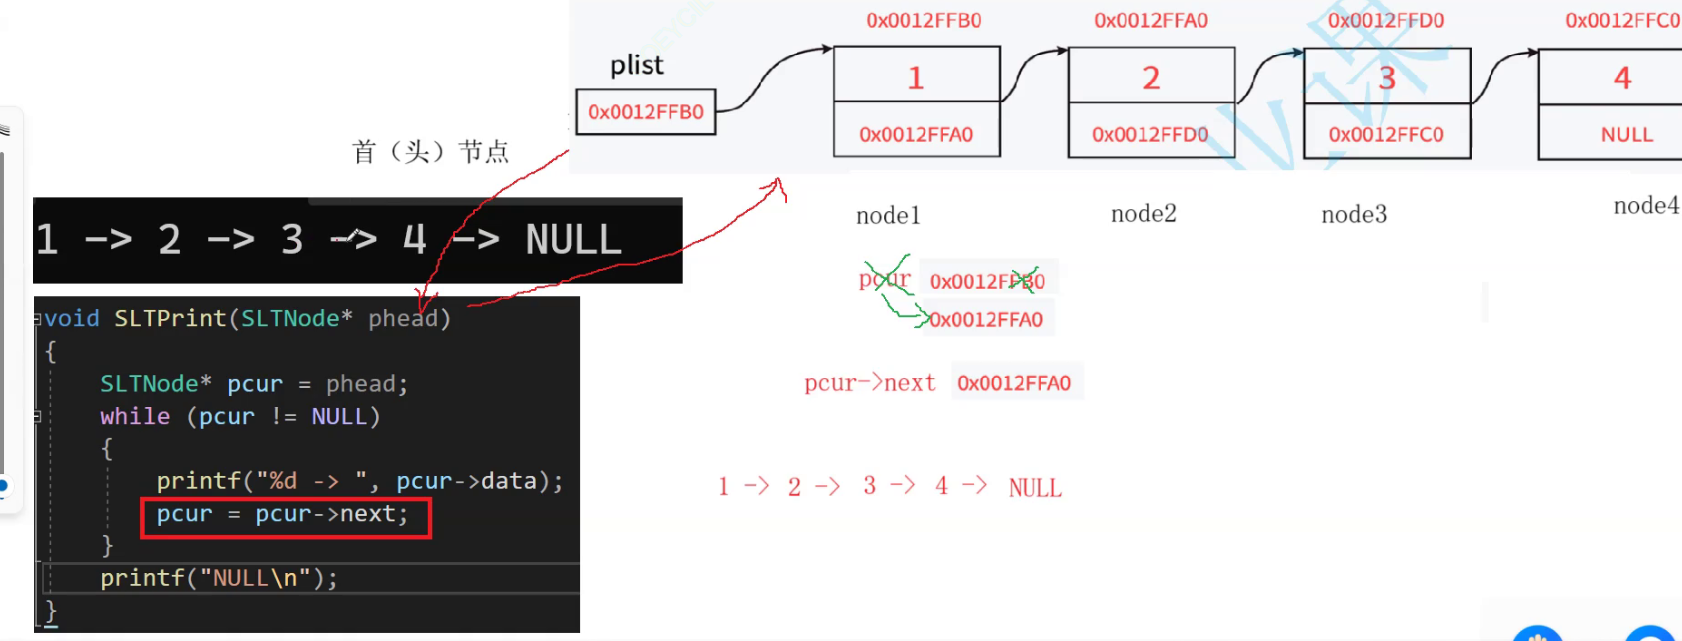 0x0012FFB0 0x0012FFA0 0x0012FFD0 0x0012FFC0
plist
1 2 3 4
0x0012FFB0
0x0012FFA0 0x0012FFD0 0x0012FFC0 NULL
首（头）节点
node1 node2 node3 node4
1 -> 2 -> 3 -> 4 -> NULL
pcur 0x0012FFB0
0x0012FFA0
void SLTPrint(SLTNode* phead)
{
SLTNode* pcur = phead;
while (pcur != NULL)
{
printf("%d -> ", pcur->data);
pcur = pcur->next;
}
printf("NULL\n");
}
pcur->next 0x0012FFA0
1 -> 2 -> 3 -> 4 -> NULL